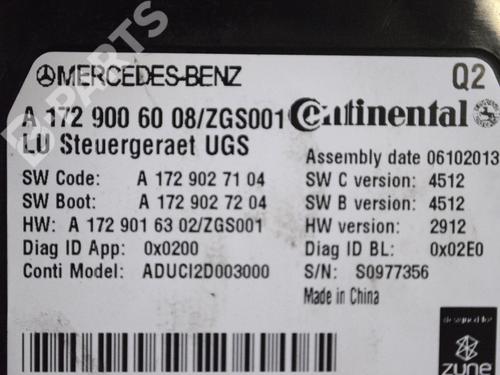 MERCEDES-BENZ Q2
A 172 900 60 08/ZGS001 Continental
LU Steuergeraet UGS Assembly date 06102013
SW Code: A 172 902 71 04 SW C version: 4512
SW Boot: A 172 902 72 04 SW B version: 4512
HW: A 172 901 63 02/ZGS001 HW version: 2912
Diag ID App: 0x0200 Diag ID BL: 0x02E0
Conti Model: ADUCI2D003000 S/N: S0977356
Made in China
designed for
zune
B PARTS